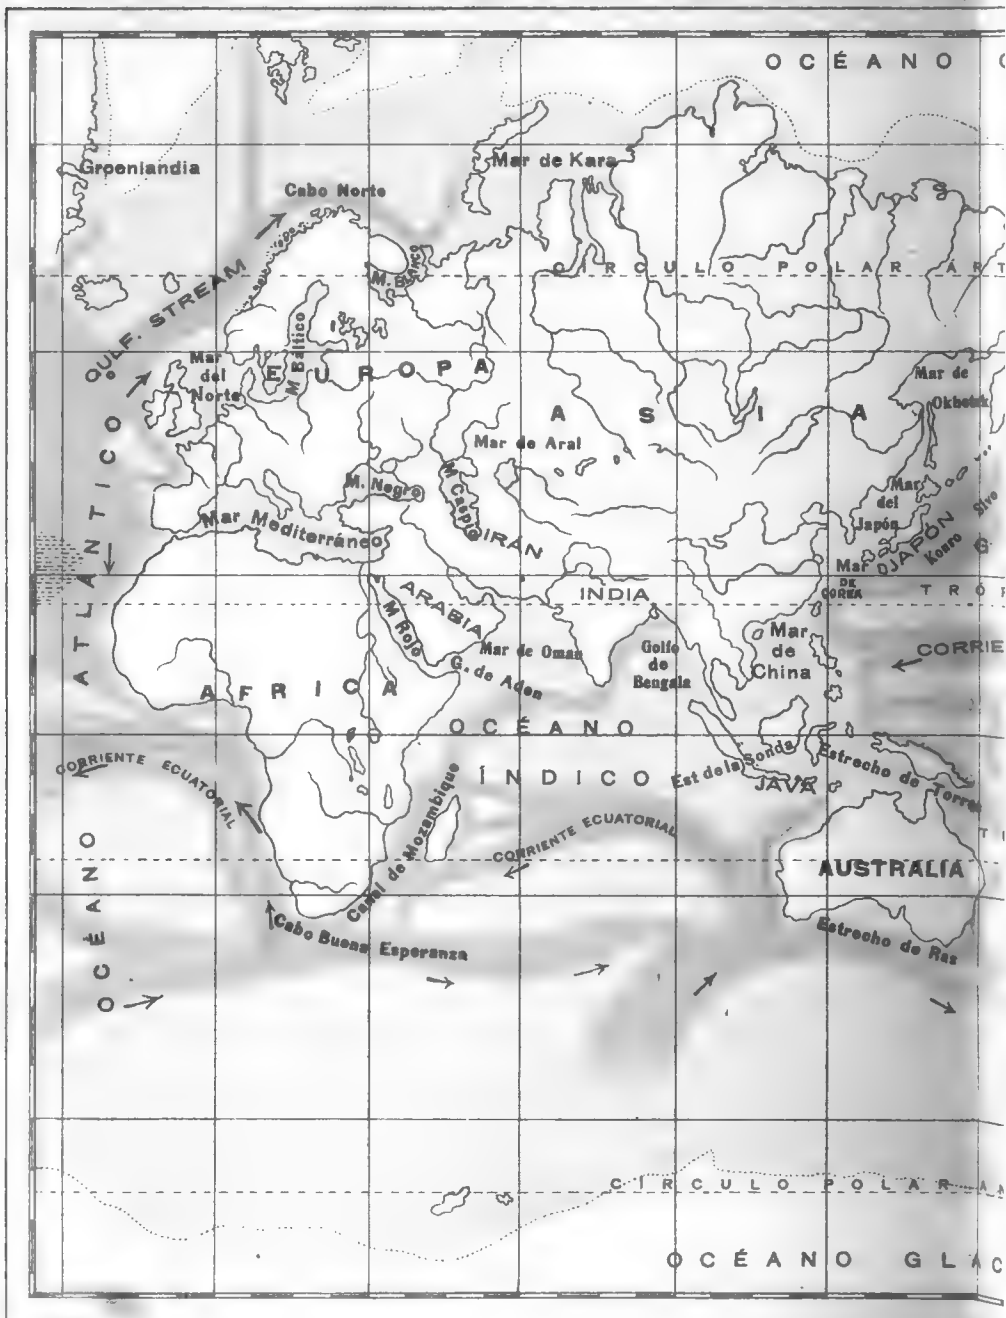 OCÉANO
Groenlandia
Mar de Kara
Cabo Norte
M. Blanco
CÍRCULO POLAR ÁRT
GULF. STREAM
Mar
del
Norte
M Báltico
EUROPA
ASIA
Mar de
Mar de Aral
M. Negro
M Caspio
Mar
del
Japón
Mar Mediterráneo
IRÁN
JAPÓN
Kouro
Sivo
Mar
DE
COREA
ATLÁNTICO
ARABIA
INDIA
TRÓP
M Rojo
Mar de Oman
Golfo
de
Bengala
Mar
de
China
CORRIE
G. de Aden
AFRICA
OCÉANO
ÍNDICO
Est de la Sonda
JAVA
Estrecho de Torres
CORRIENTE ECUATORIAL
Canal de Mozambique
CORRIENTE ECUATORIAL
AUSTRALIA
OCÉANO
Cabo Buena Esperanza
Estrecho de Ras
CÍRCULO POLAR AN
OCÉANO GLAC